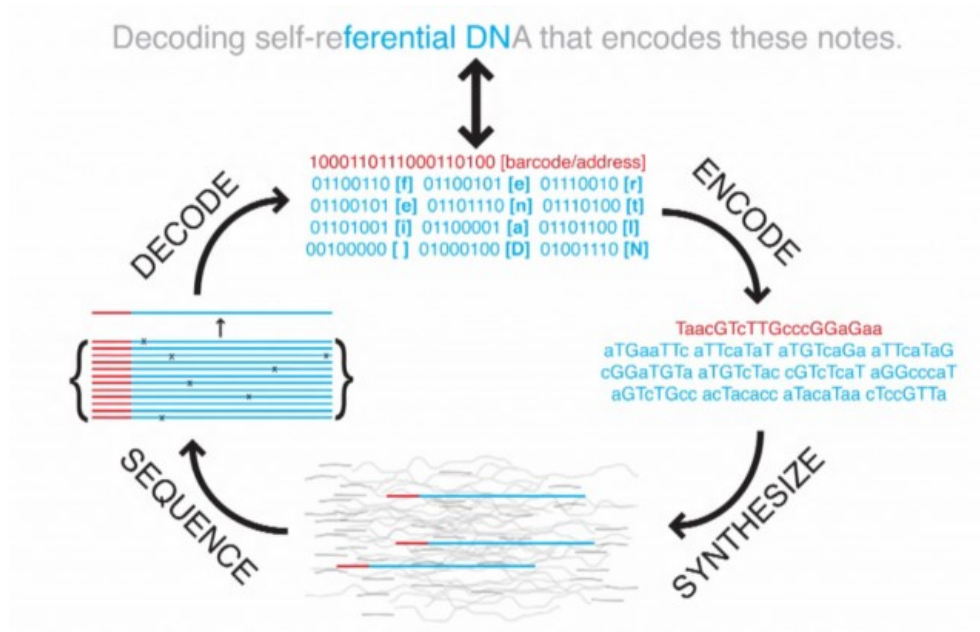 Decoding self-referential DNA that encodes these notes.
1000110111000110100 [barcode/address]
01100110 [f] 01100101 [e] 01110010 [r]
01100101 [e] 01101110 [n] 01110100 [t]
01101001 [i] 01100001 [a] 01101100 [l]
00100000 [ ] 01000100 [D] 01001110 [N]
ENCODE
TaacGTcTTGcccGGaGaa
aTGaaTTc aTTcaTaT aTGTcaGa aTTcaTaG
cGGaTGTa aTGTcTac cGTcTcaT aGGcccaT
aGTcTGcc acTacacc aTacaTaa cTccGTTa
SYNTHESIZE
SEQUENCE
DECODE